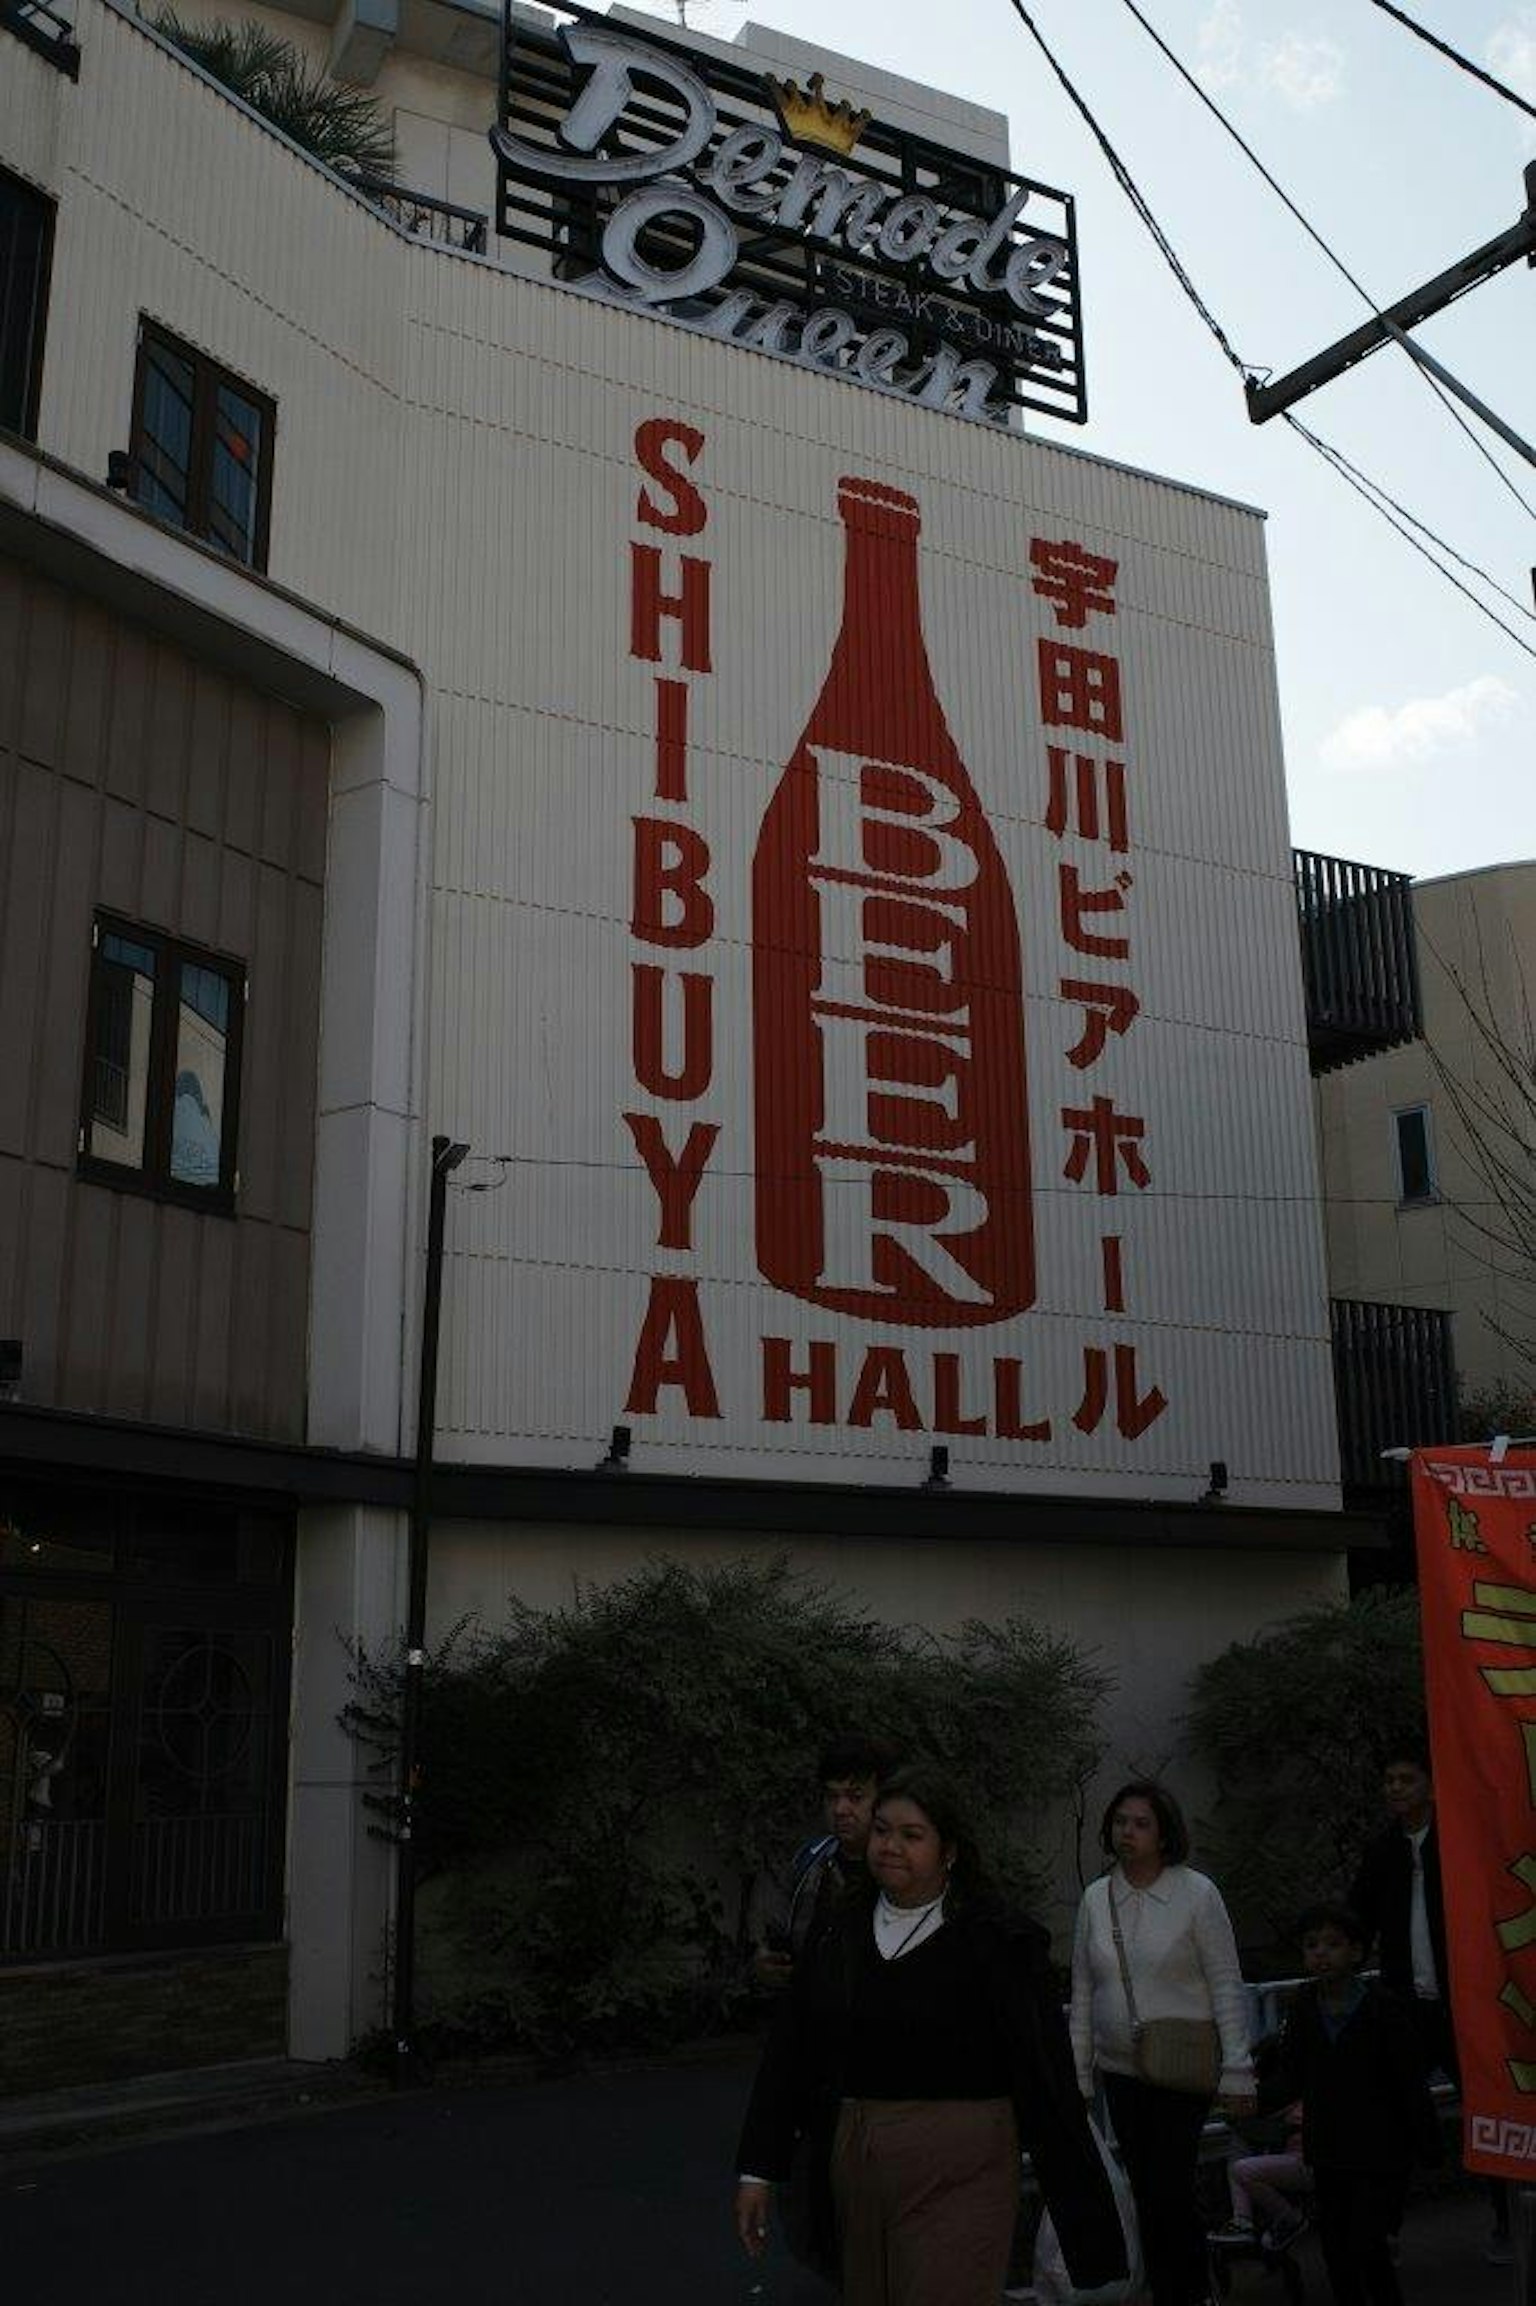 Demode
Queen
STEAK & DINER
SHIBUYA
BEER
HALL
宇田川ビアホール